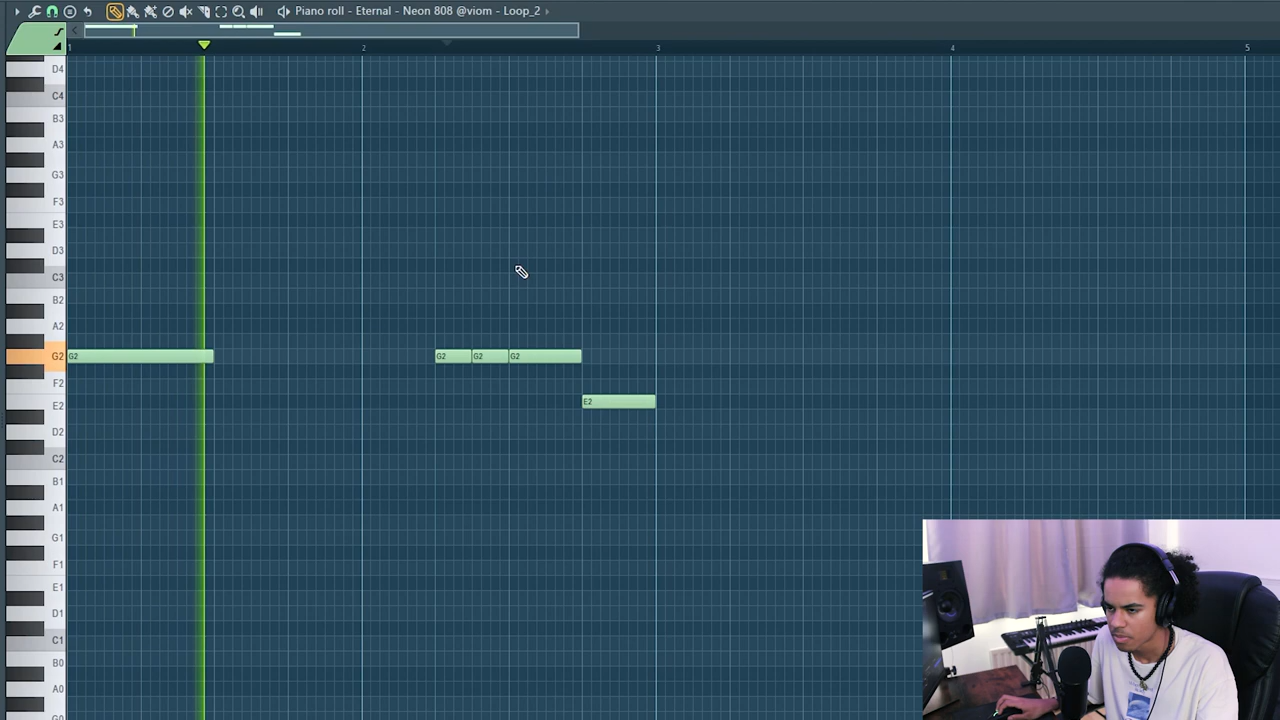 Piano roll - Eternal - Neon 808 @viom - Loop_2
1 2 3 4 5
D4
C4
B3
A3
G3
F3
E3
D3
C3
B2
A2
G2 G2 G2 G2 G2
F2
E2 E2
D2
C2
B1
A1
G1
F1
E1
D1
C1
B0
A0
G0